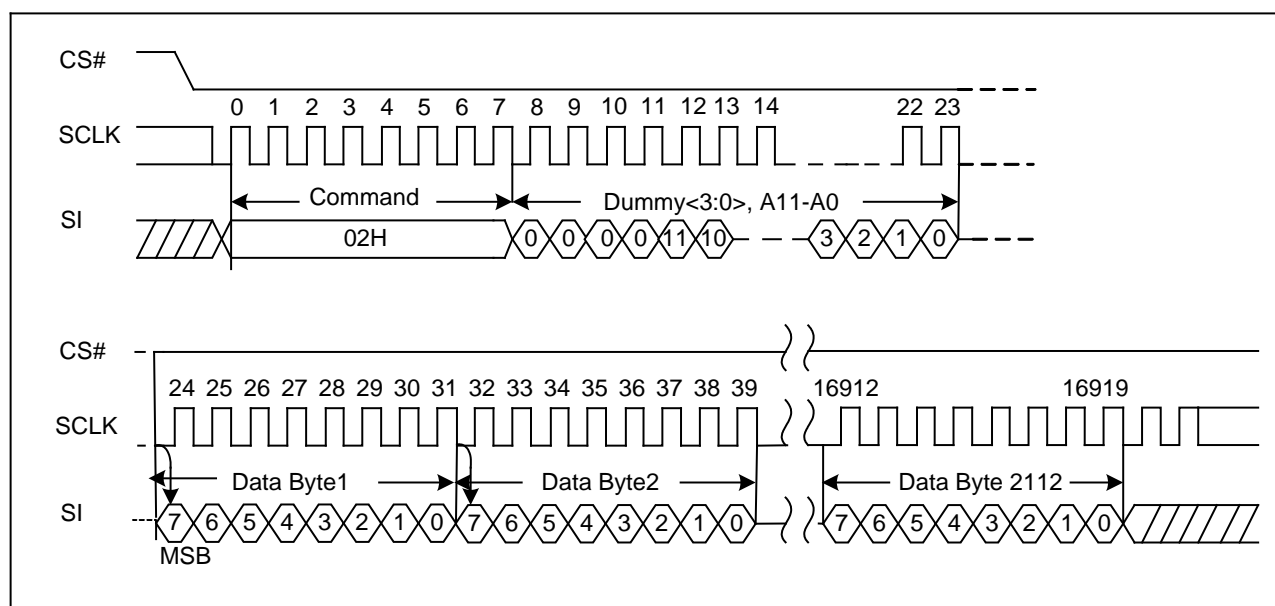 CS#
0 1 2 3 4 5 6 7 8 9 10 11 12 13 14 22 23
SCLK
Command Dummy<3:0>, A11-A0
SI
02H 0 0 0 0 11 10 3 2 1 0
CS#
24 25 26 27 28 29 30 31 32 33 34 35 36 37 38 39 16912 16919
SCLK
Data Byte1 Data Byte2 Data Byte 2112
SI 7 6 5 4 3 2 1 0 7 6 5 4 3 2 1 0 7 6 5 4 3 2 1 0
MSB